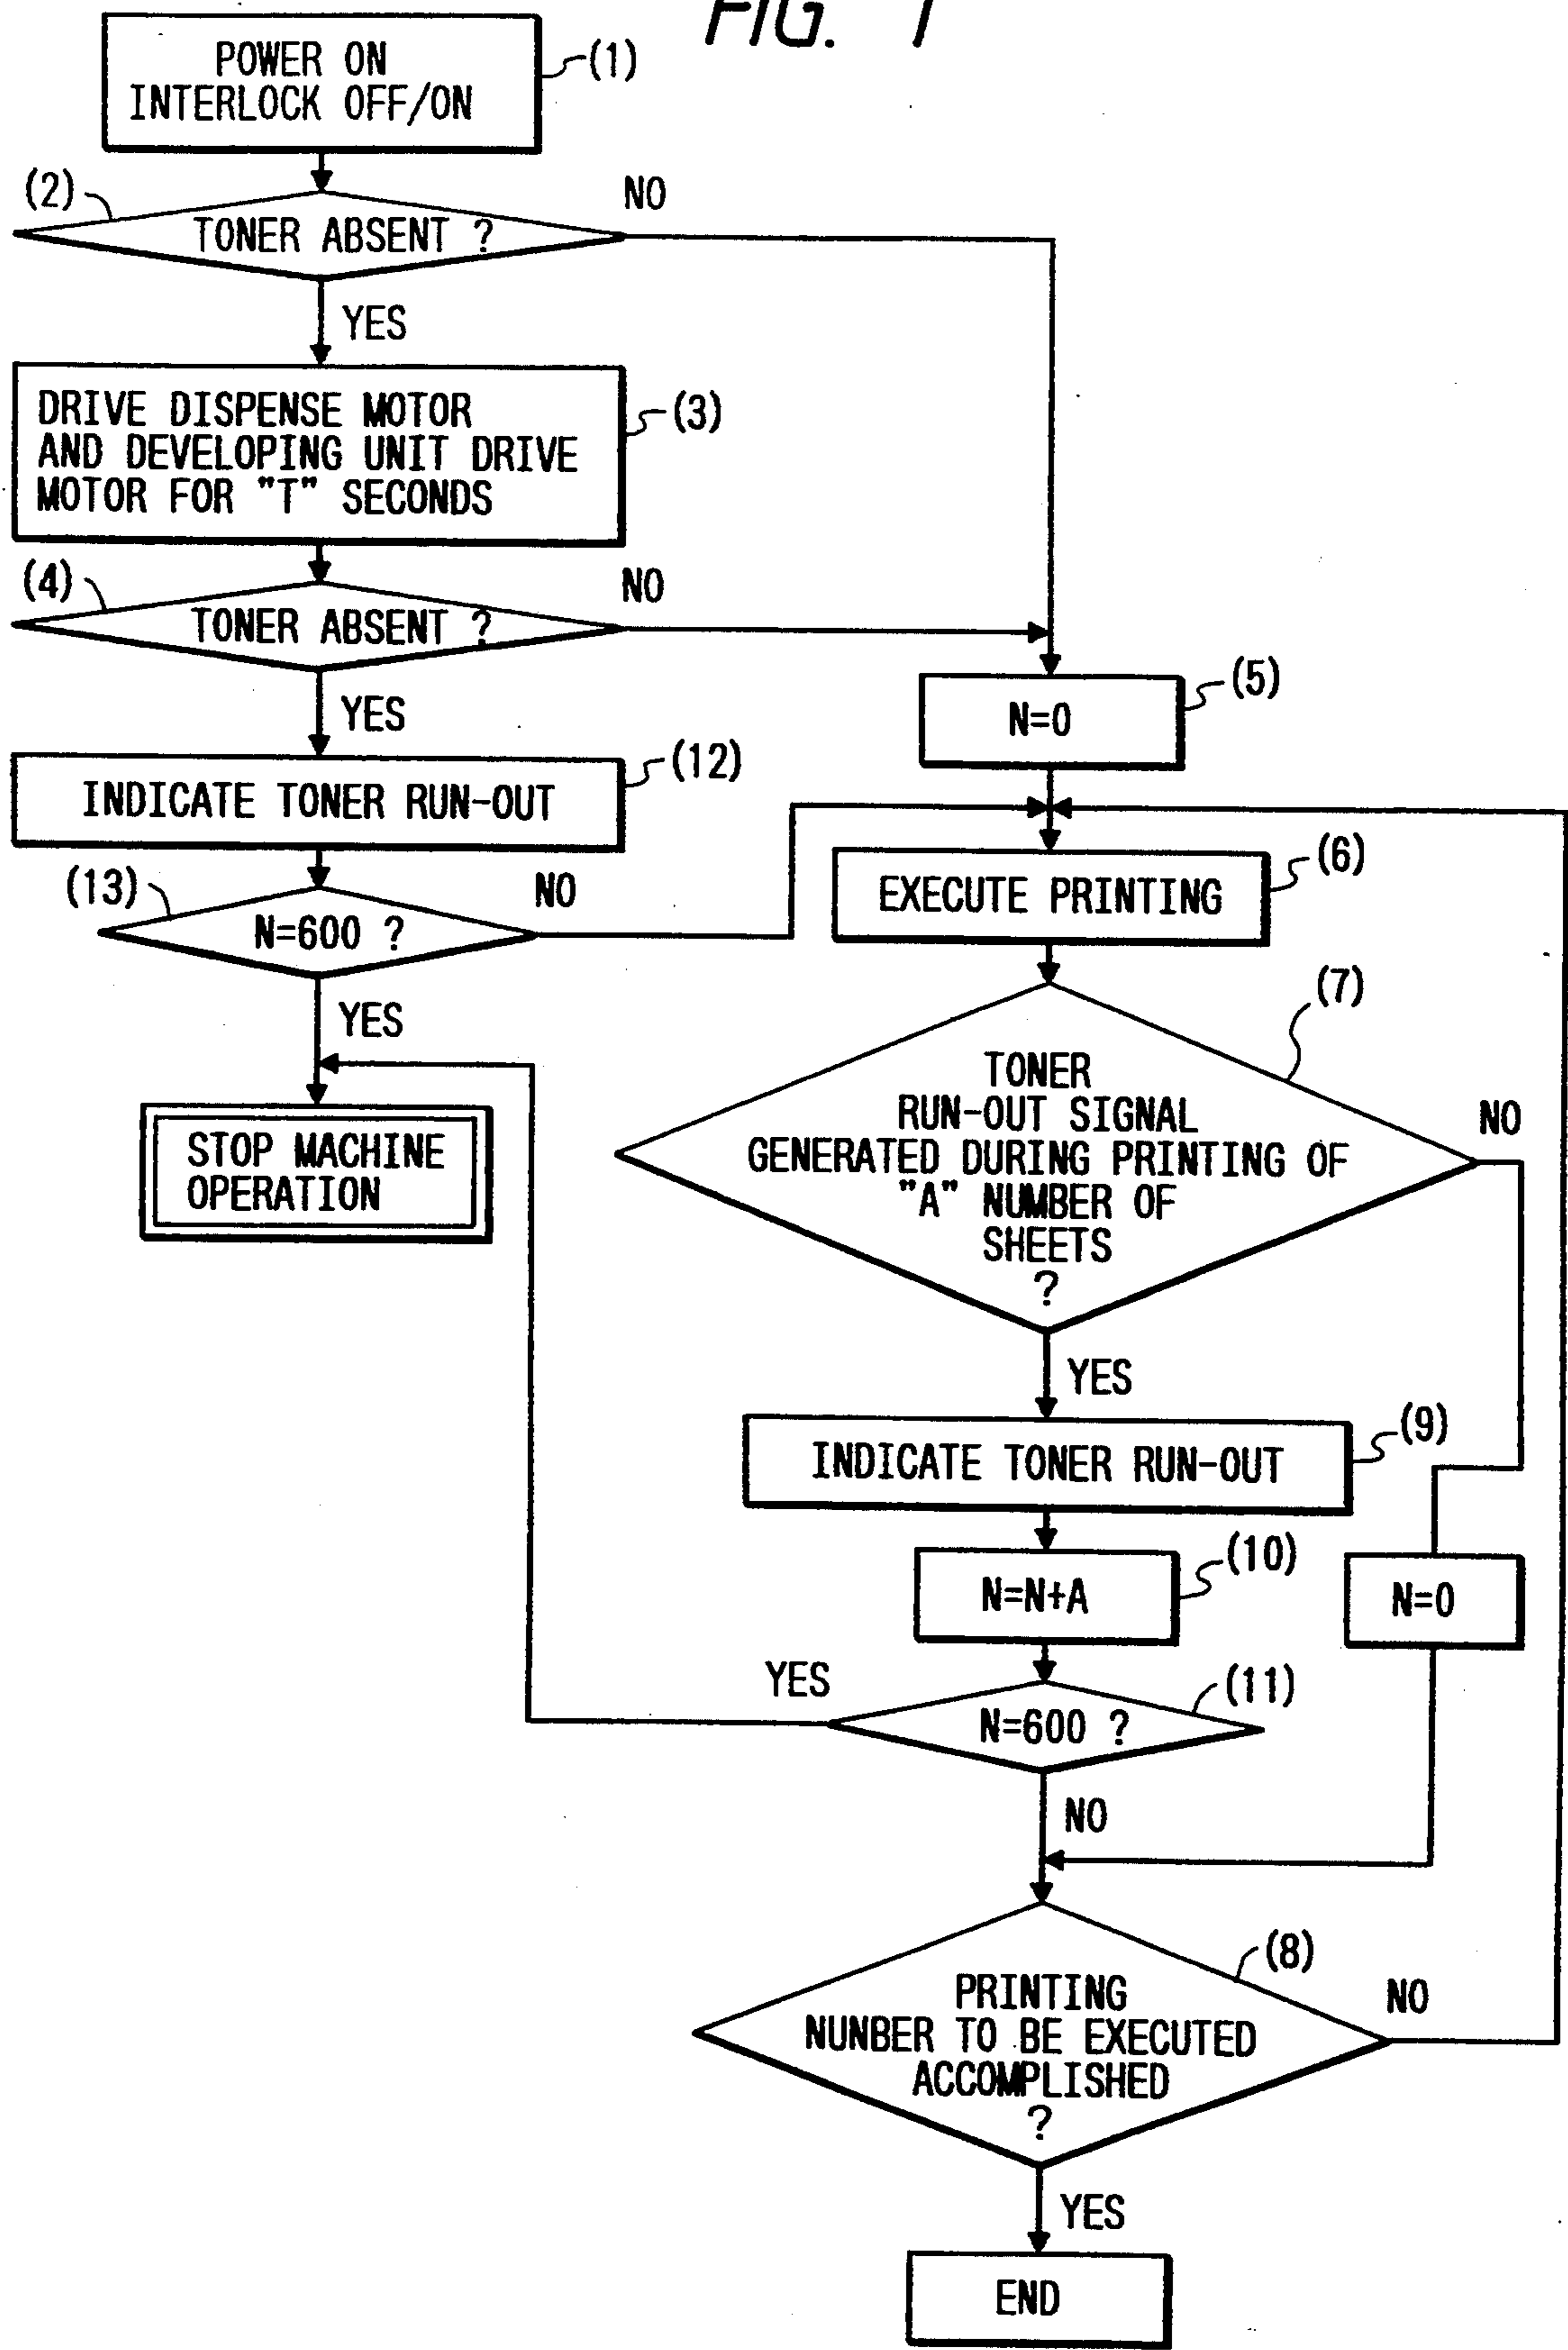 FIG. 1
POWER ON
INTERLOCK OFF/ON
(1)
(2)
TONER ABSENT ?
NO
YES
DRIVE DISPENSE MOTOR
AND DEVELOPING UNIT DRIVE
MOTOR FOR "T" SECONDS
(3)
(4)
TONER ABSENT ?
NO
YES
N=0
(5)
INDICATE TONER RUN-OUT
(12)
(13)
N=600 ?
NO
YES
STOP MACHINE
OPERATION
EXECUTE PRINTING
(6)
(7)
TONER
RUN-OUT SIGNAL
GENERATED DURING PRINTING OF
"A" NUMBER OF
SHEETS
?
NO
YES
INDICATE TONER RUN-OUT
(9)
N=N+A
(10)
N=0
YES
N=600 ?
(11)
NO
(8)
PRINTING
NUNBER TO BE EXECUTED
ACCOMPLISHED
?
NO
YES
END